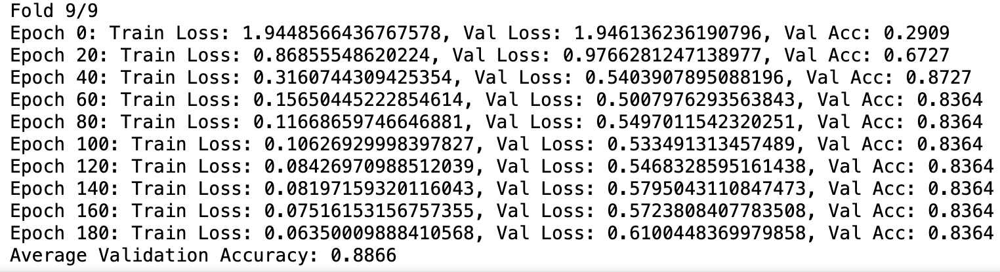 Fold 9/9
Epoch 0: Train Loss: 1.9448566436767578, Val Loss: 1.946136236190796, Val Acc: 0.2909
Epoch 20: Train Loss: 0.86855548620224, Val Loss: 0.9766281247138977, Val Acc: 0.6727
Epoch 40: Train Loss: 0.3160744309425354, Val Loss: 0.5403907895088196, Val Acc: 0.8727
Epoch 60: Train Loss: 0.15650445222854614, Val Loss: 0.5007976293563843, Val Acc: 0.8364
Epoch 80: Train Loss: 0.11668659746646881, Val Loss: 0.5497011542320251, Val Acc: 0.8364
Epoch 100: Train Loss: 0.10626929998397827, Val Loss: 0.533491313457489, Val Acc: 0.8364
Epoch 120: Train Loss: 0.08426970988512039, Val Loss: 0.5468328595161438, Val Acc: 0.8364
Epoch 140: Train Loss: 0.08197159320116043, Val Loss: 0.5795043110847473, Val Acc: 0.8364
Epoch 160: Train Loss: 0.07516153156757355, Val Loss: 0.5723808407783508, Val Acc: 0.8364
Epoch 180: Train Loss: 0.06350009888410568, Val Loss: 0.6100448369979858, Val Acc: 0.8364
Average Validation Accuracy: 0.8866